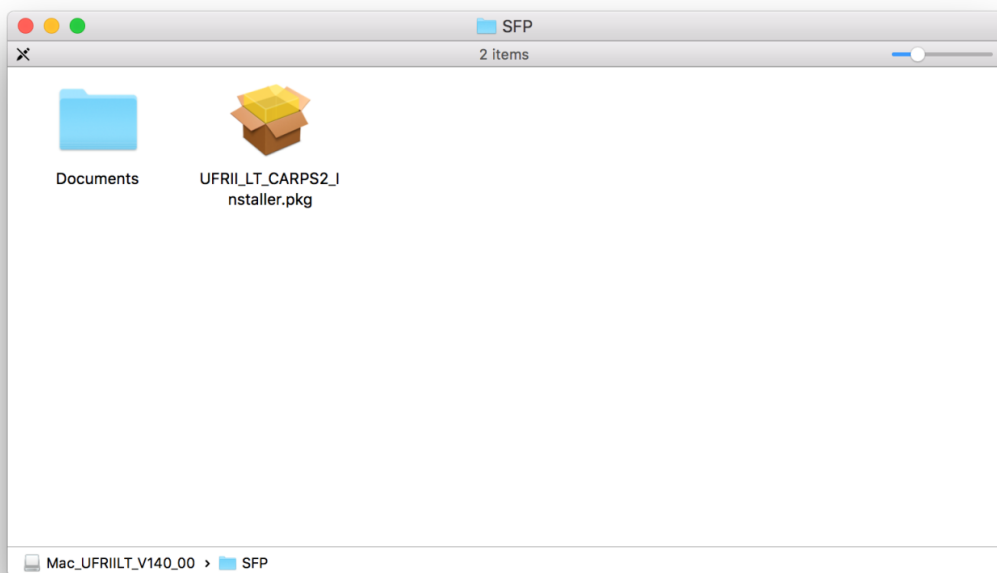 SFP
2 items
Documents
UFRII_LT_CARPS2_I
nstaller.pkg
Mac_UFRIILT_V140_00 › SFP